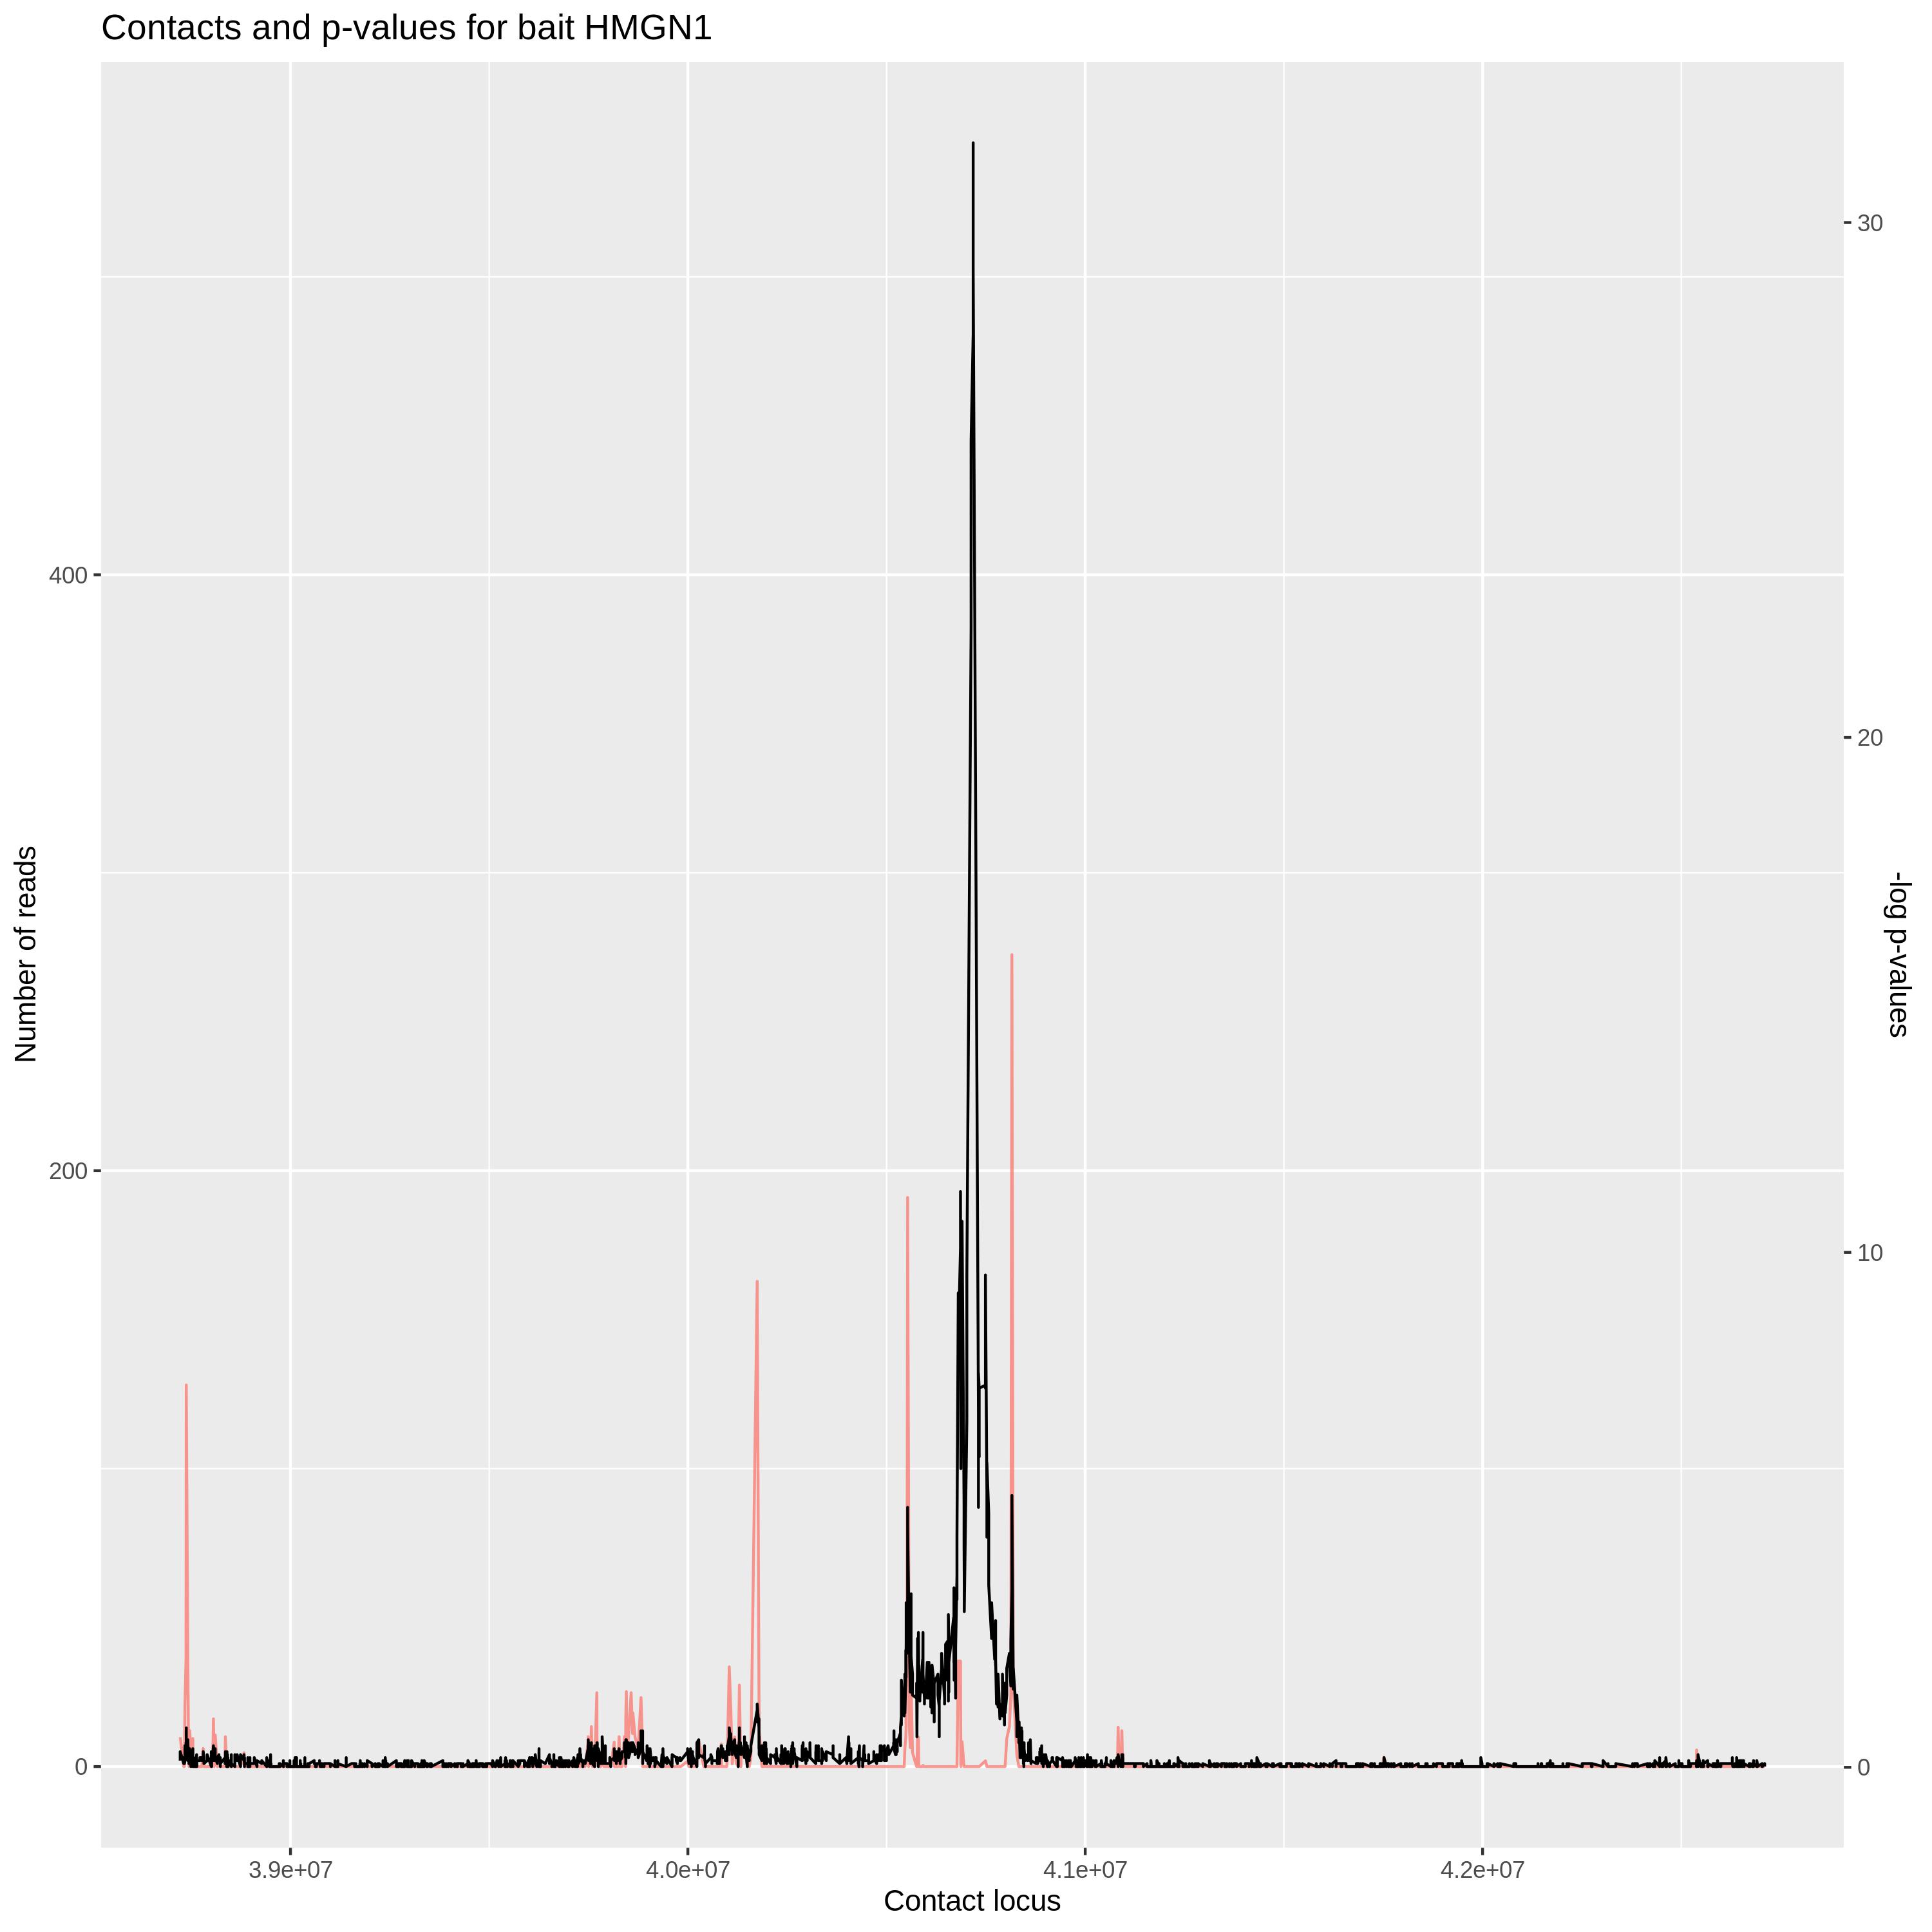 Contacts and p-values for bait HMGN1
Number of reads
400
200
0
30
20
10
0
-log p-values
3.9e+07
4.0e+07
4.1e+07
4.2e+07
Contact locus